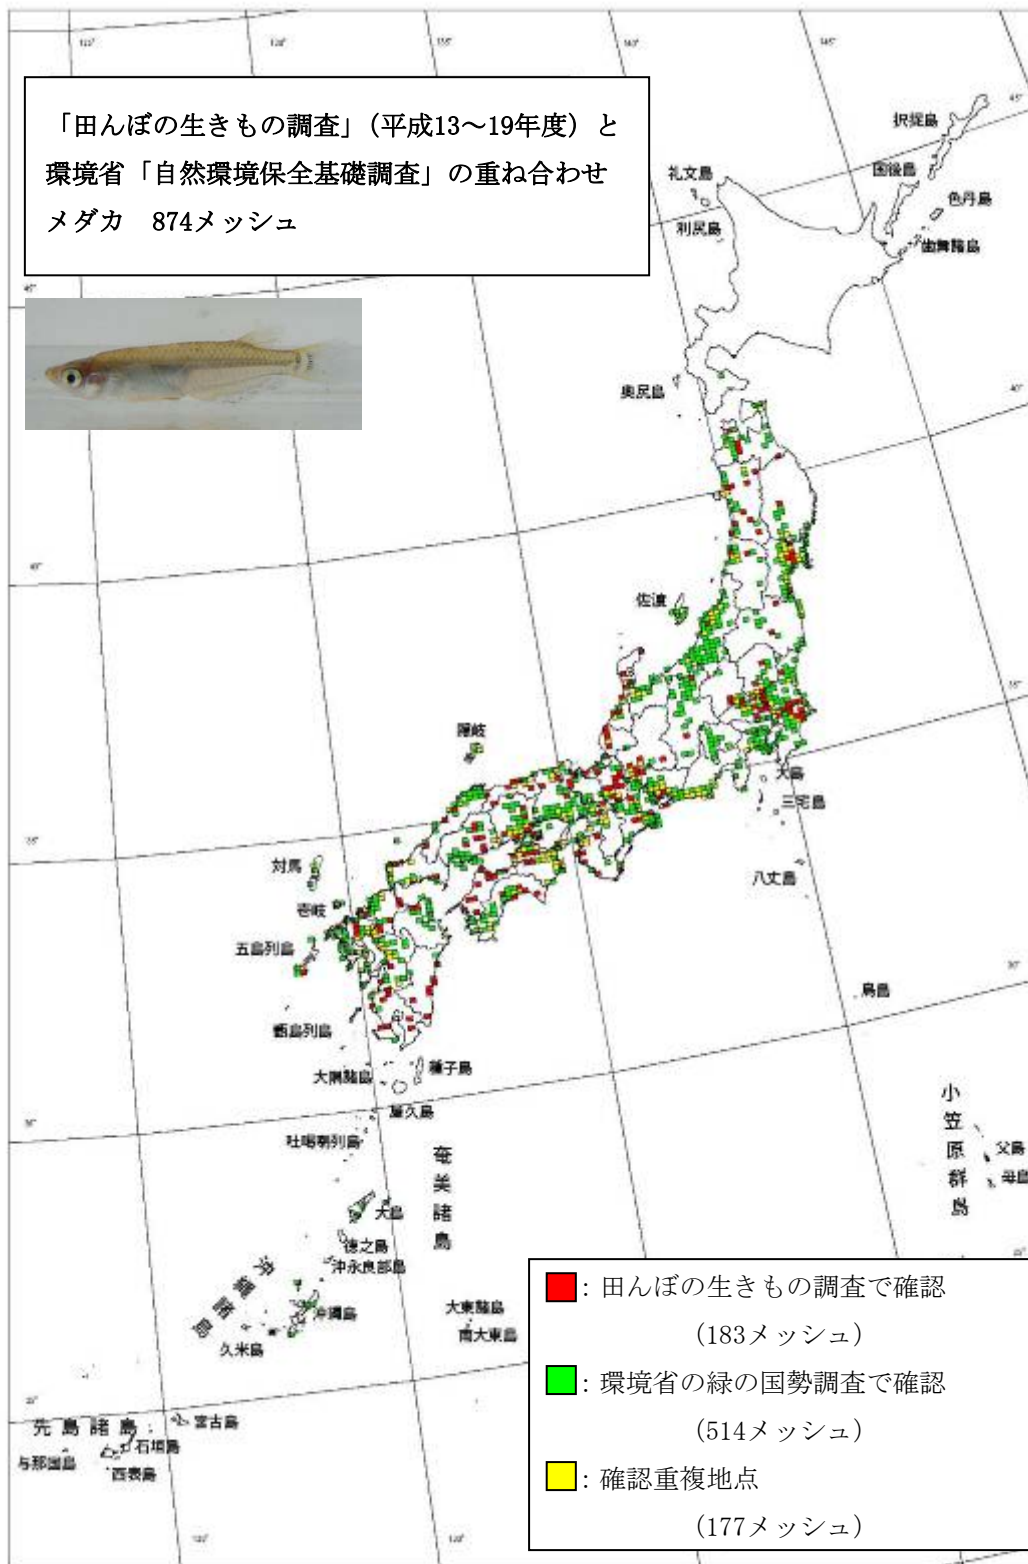 「田んぼの生きもの調査」(平成13～19年度)と
環境省「自然環境保全基礎調査」の重ね合わせ
メダカ　874メッシュ
145°
択捉島
礼文島
国後島
色丹島
利尻島
歯舞諸島
奥尻島
佐渡
隠岐
大島
三宅島
対馬
八丈島
壱岐
五島列島
鳥島
甑島列島
大隅諸島
種子島
屋久島
小笠原群島
吐噶喇列島
父島
母島
奄美諸島
大島
徳之島
沖永良部島
沖縄諸島
沖縄島
大東諸島
南大東島
久米島
先島諸島
宮古島
石垣島
与那国島
西表島
: 田んぼの生きもの調査で確認
(183メッシュ)
: 環境省の緑の国勢調査で確認
(514メッシュ)
: 確認重複地点
(177メッシュ)